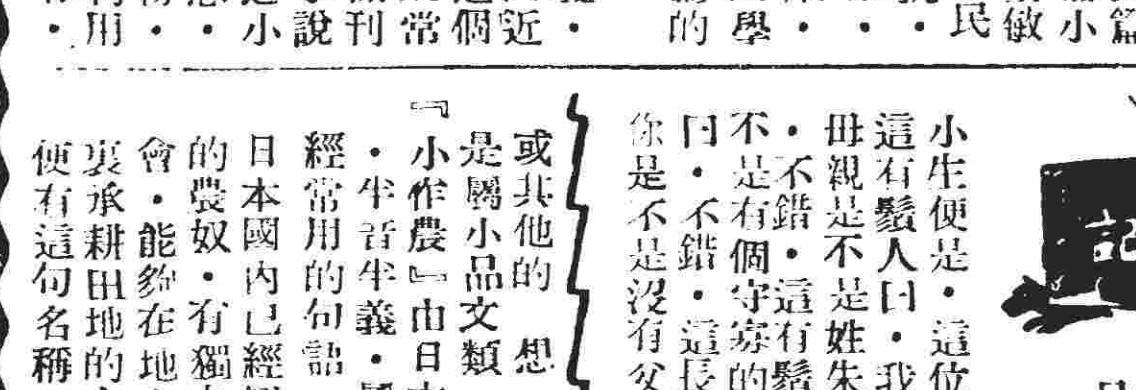 篇
小
敏
民
・
・
・
學
的
・
近
個
常
刊
說
小
・
・
用
・
記
小生便是・這位
這有鬚人曰・我
母親是不是姓朱
・不錯・這有鬚
不是有個守寡的
曰・不錯・這長
你是不是沒有父
或其他的 想
是屬小品文類
『小作農』由日
・半音半義・
經常用的句語
日本國內已經
的農奴・有獨
會・能夠在地
裏承耕田地的
便有這句名稱